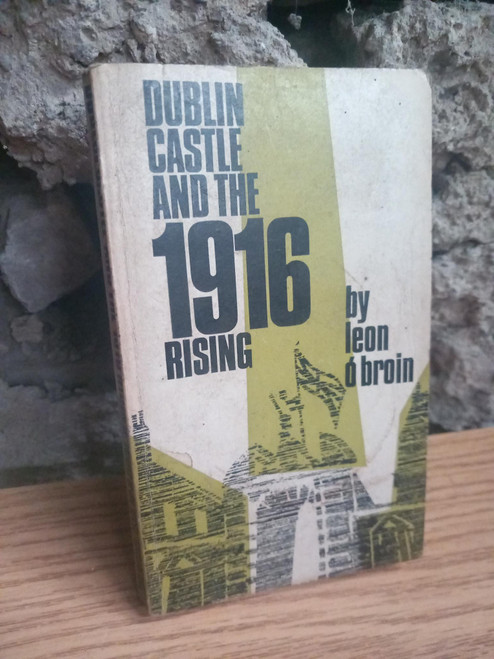 DUBLIN
CASTLE
AND THE
1916
RISING
by
leon
ó broin